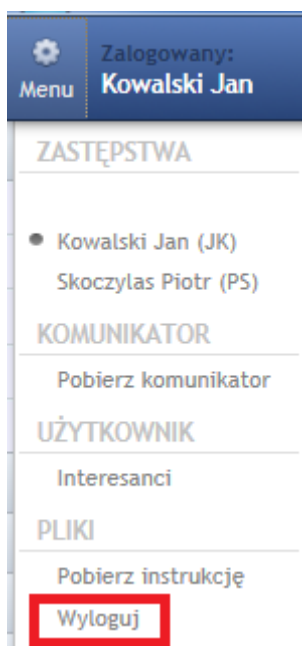 Zalogowany:
Menu Kowalski Jan
ZASTĘPSTWA
Kowalski Jan (JK)
Skoczylas Piotr (PS)
KOMUNIKATOR
Pobierz komunikator
UŻYTKOWNIK
Interesanci
PLIKI
Pobierz instrukcję
Wyloguj